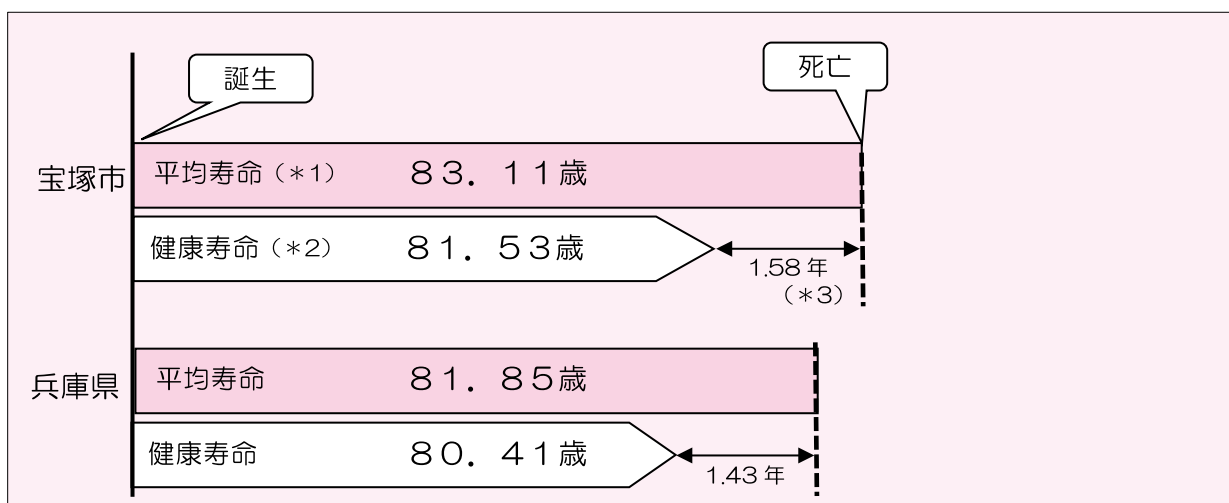 誕生
死亡
宝塚市
平均寿命（＊1） ８３．１１歳
健康寿命（＊2） ８１．５３歳
1.58 年
（＊3）
兵庫県
平均寿命 ８１．８５歳
健康寿命 ８０．４１歳
1.43 年